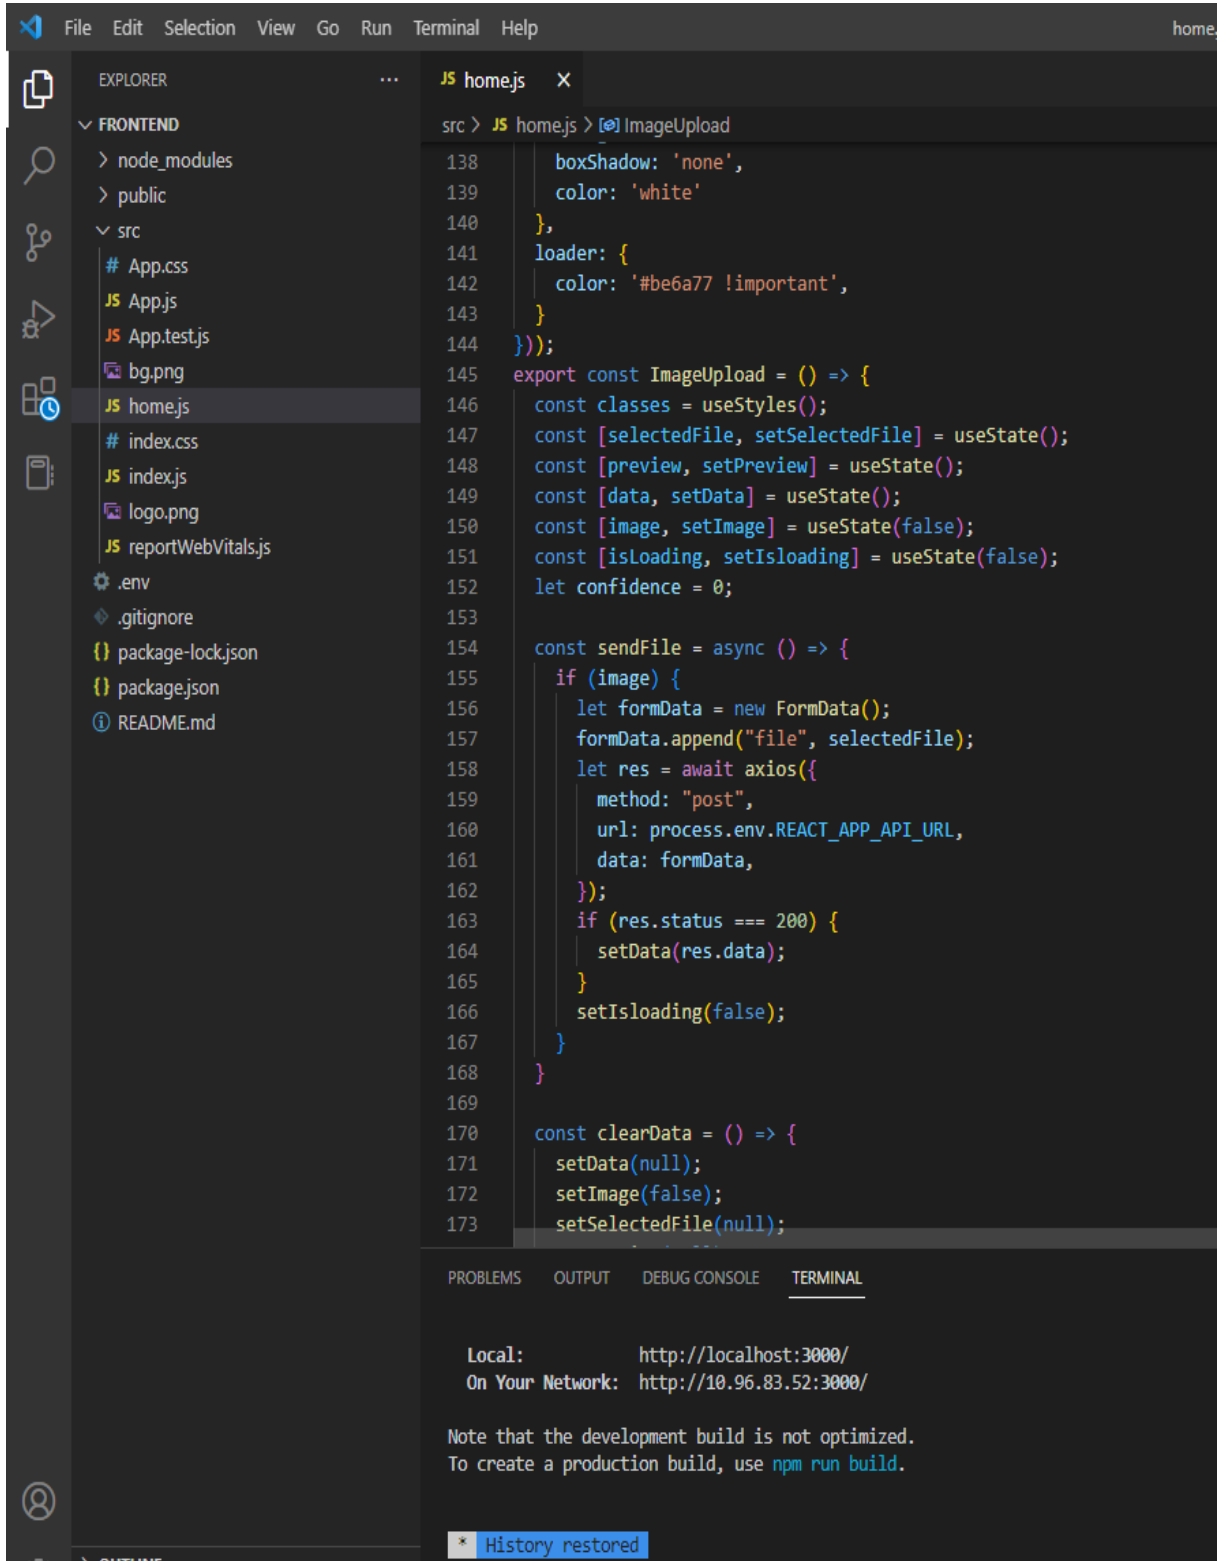 File Edit Selection View Go Run Terminal Help
home.
EXPLORER
FRONTEND
node_modules
public
src
# App.css
JS App.js
JS App.test.js
bg.png
JS home.js
# index.css
JS index.js
logo.png
JS reportWebVitals.js
.env
.gitignore
{} package-lock.json
{} package.json
README.md
JS home.js ×
src > JS home.js > ImageUpload
138 boxShadow: 'none',
139 color: 'white'
140 },
141 loader: {
142 color: '#be6a77 !important',
143 }
144 }));
145 export const ImageUpload = () => {
146 const classes = useStyles();
147 const [selectedFile, setSelectedFile] = useState();
148 const [preview, setPreview] = useState();
149 const [data, setData] = useState();
150 const [image, setImage] = useState(false);
151 const [isLoading, setIsloading] = useState(false);
152 let confidence = 0;
153
154 const sendFile = async () => {
155 if (image) {
156 let formData = new FormData();
157 formData.append("file", selectedFile);
158 let res = await axios({
159 method: "post",
160 url: process.env.REACT_APP_API_URL,
161 data: formData,
162 });
163 if (res.status === 200) {
164 setData(res.data);
165 }
166 setIsloading(false);
167 }
168 }
169
170 const clearData = () => {
171 setData(null);
172 setImage(false);
173 setSelectedFile(null);
PROBLEMS OUTPUT DEBUG CONSOLE TERMINAL
Local: http://localhost:3000/
On Your Network: http://10.96.83.52:3000/
Note that the development build is not optimized.
To create a production build, use npm run build.
* History restored